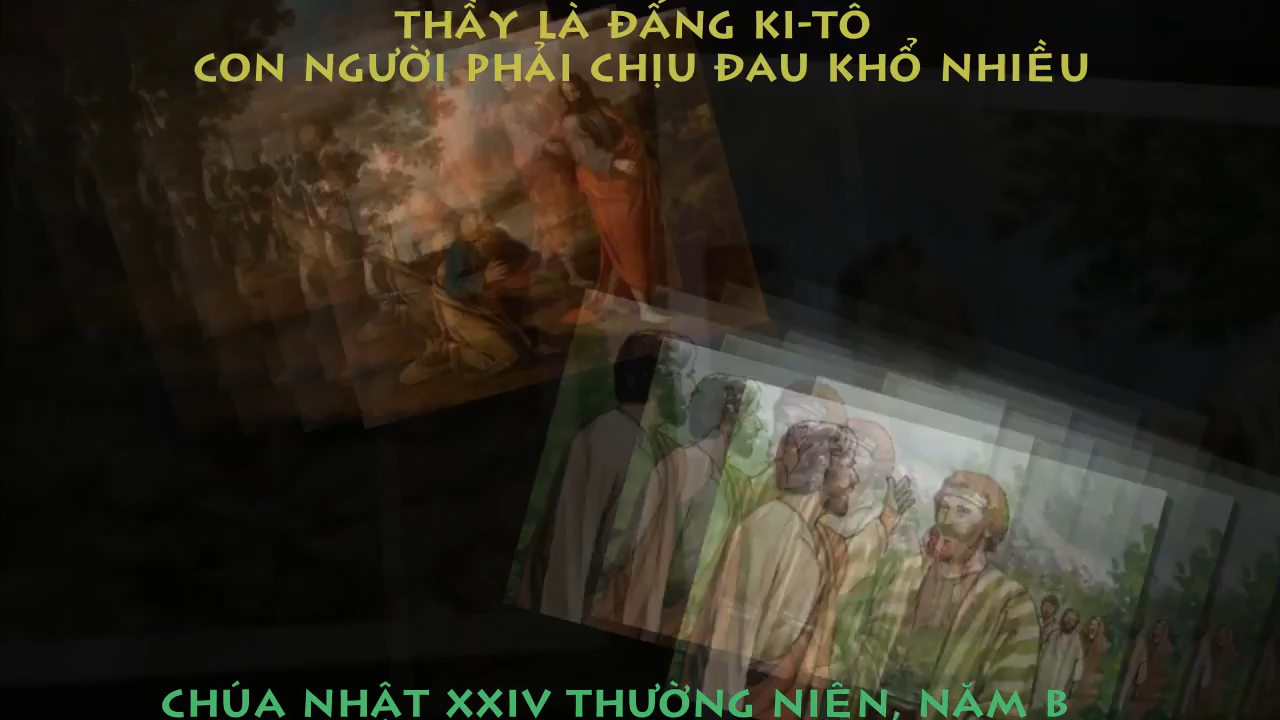 THẦY LÀ ĐẤNG KI-TÔ
CON NGƯỜI PHẢI CHỊU ĐAU KHỔ NHIỀU
CHÚA NHẬT XXIV THƯỜNG NIÊN, NĂM B